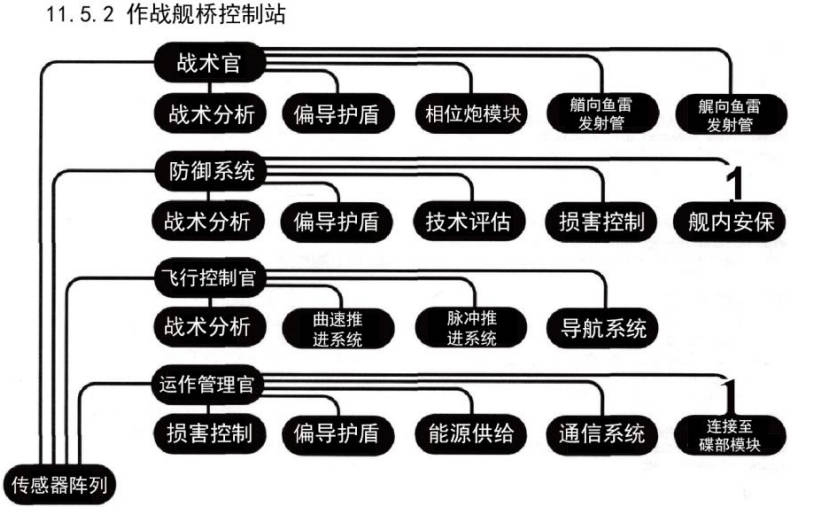 11.5.2 作战舰桥控制站
战术官
战术分析 偏导护盾 相位炮模块 艏向鱼雷 艉向鱼雷
发射管 发射管
防御系统
1
战术分析 偏导护盾 技术评估 损害控制 舰内安保
飞行控制官
战术分析 曲速推 脉冲推 导航系统
进系统 进系统
运作管理官
1
损害控制 偏导护盾 能源供给 通信系统 连接至
碟部模块
传感器阵列